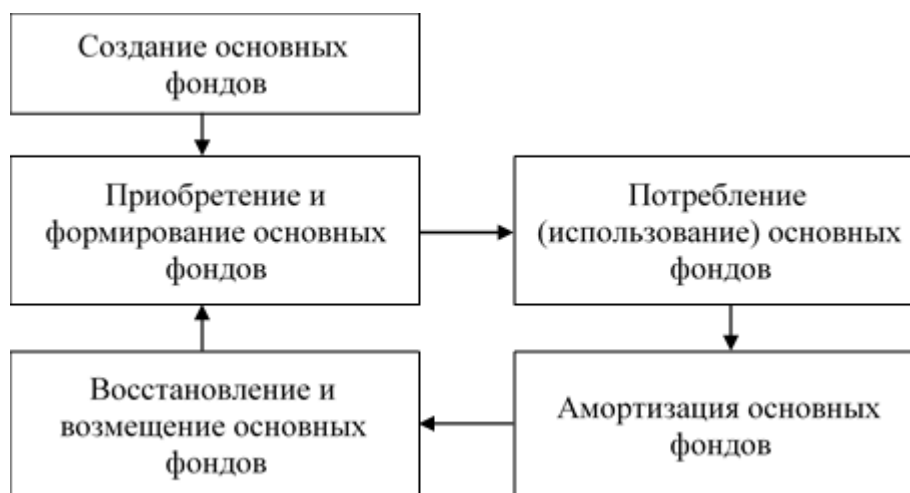 Создание основных
фондов
Приобретение и
формирование основных
фондов
Потребление
(использование) основных
фондов
Восстановление и
возмещение основных
фондов
Амортизация основных
фондов